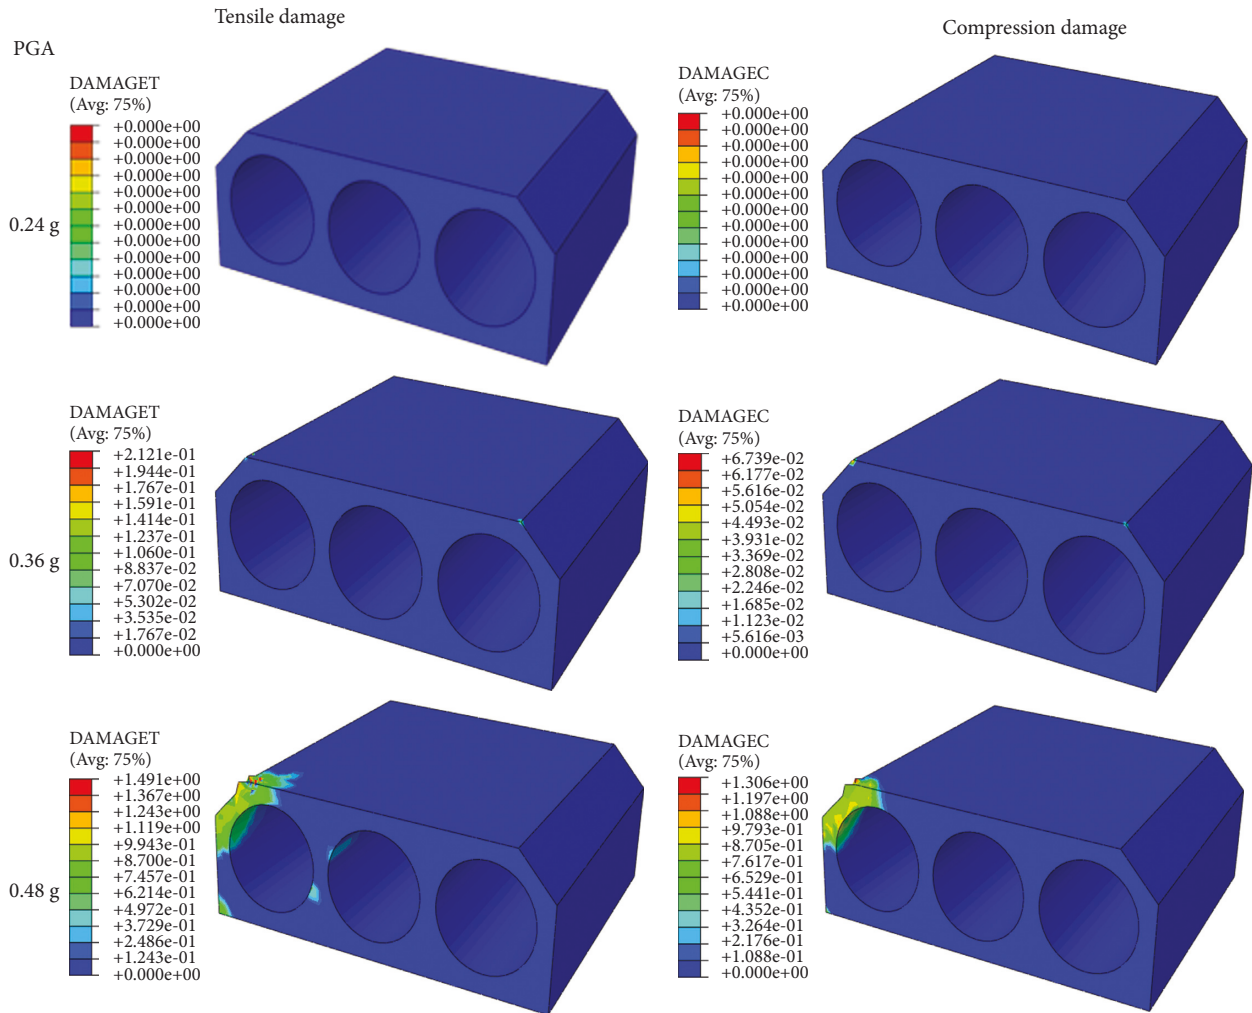 Tensile damage
Compression damage
PGA
0.24 g
DAMAGET
(Avg: 75%)
+0.000e+00
+0.000e+00
+0.000e+00
+0.000e+00
+0.000e+00
+0.000e+00
+0.000e+00
+0.000e+00
+0.000e+00
+0.000e+00
+0.000e+00
+0.000e+00
+0.000e+00
DAMAGEC
(Avg: 75%)
+0.000e+00
+0.000e+00
+0.000e+00
+0.000e+00
+0.000e+00
+0.000e+00
+0.000e+00
+0.000e+00
+0.000e+00
+0.000e+00
+0.000e+00
+0.000e+00
+0.000e+00
0.36 g
DAMAGET
(Avg: 75%)
+2.121e-01
+1.944e-01
+1.767e-01
+1.591e-01
+1.414e-01
+1.237e-01
+1.060e-01
+8.837e-02
+7.070e-02
+5.302e-02
+3.535e-02
+1.767e-02
+0.000e+00
DAMAGEC
(Avg: 75%)
+6.739e-02
+6.177e-02
+5.616e-02
+5.054e-02
+4.493e-02
+3.931e-02
+3.369e-02
+2.808e-02
+2.246e-02
+1.685e-02
+1.123e-02
+5.616e-03
+0.000e+00
0.48 g
DAMAGET
(Avg: 75%)
+1.491e+00
+1.367e+00
+1.243e+00
+1.119e+00
+9.943e-01
+8.700e-01
+7.457e-01
+6.214e-01
+4.972e-01
+3.729e-01
+2.486e-01
+1.243e-01
+0.000e+00
DAMAGEC
(Avg: 75%)
+1.306e+00
+1.197e+00
+1.088e+00
+9.793e-01
+8.705e-01
+7.617e-01
+6.529e-01
+5.441e-01
+4.352e-01
+3.264e-01
+2.176e-01
+1.088e-01
+0.000e+00